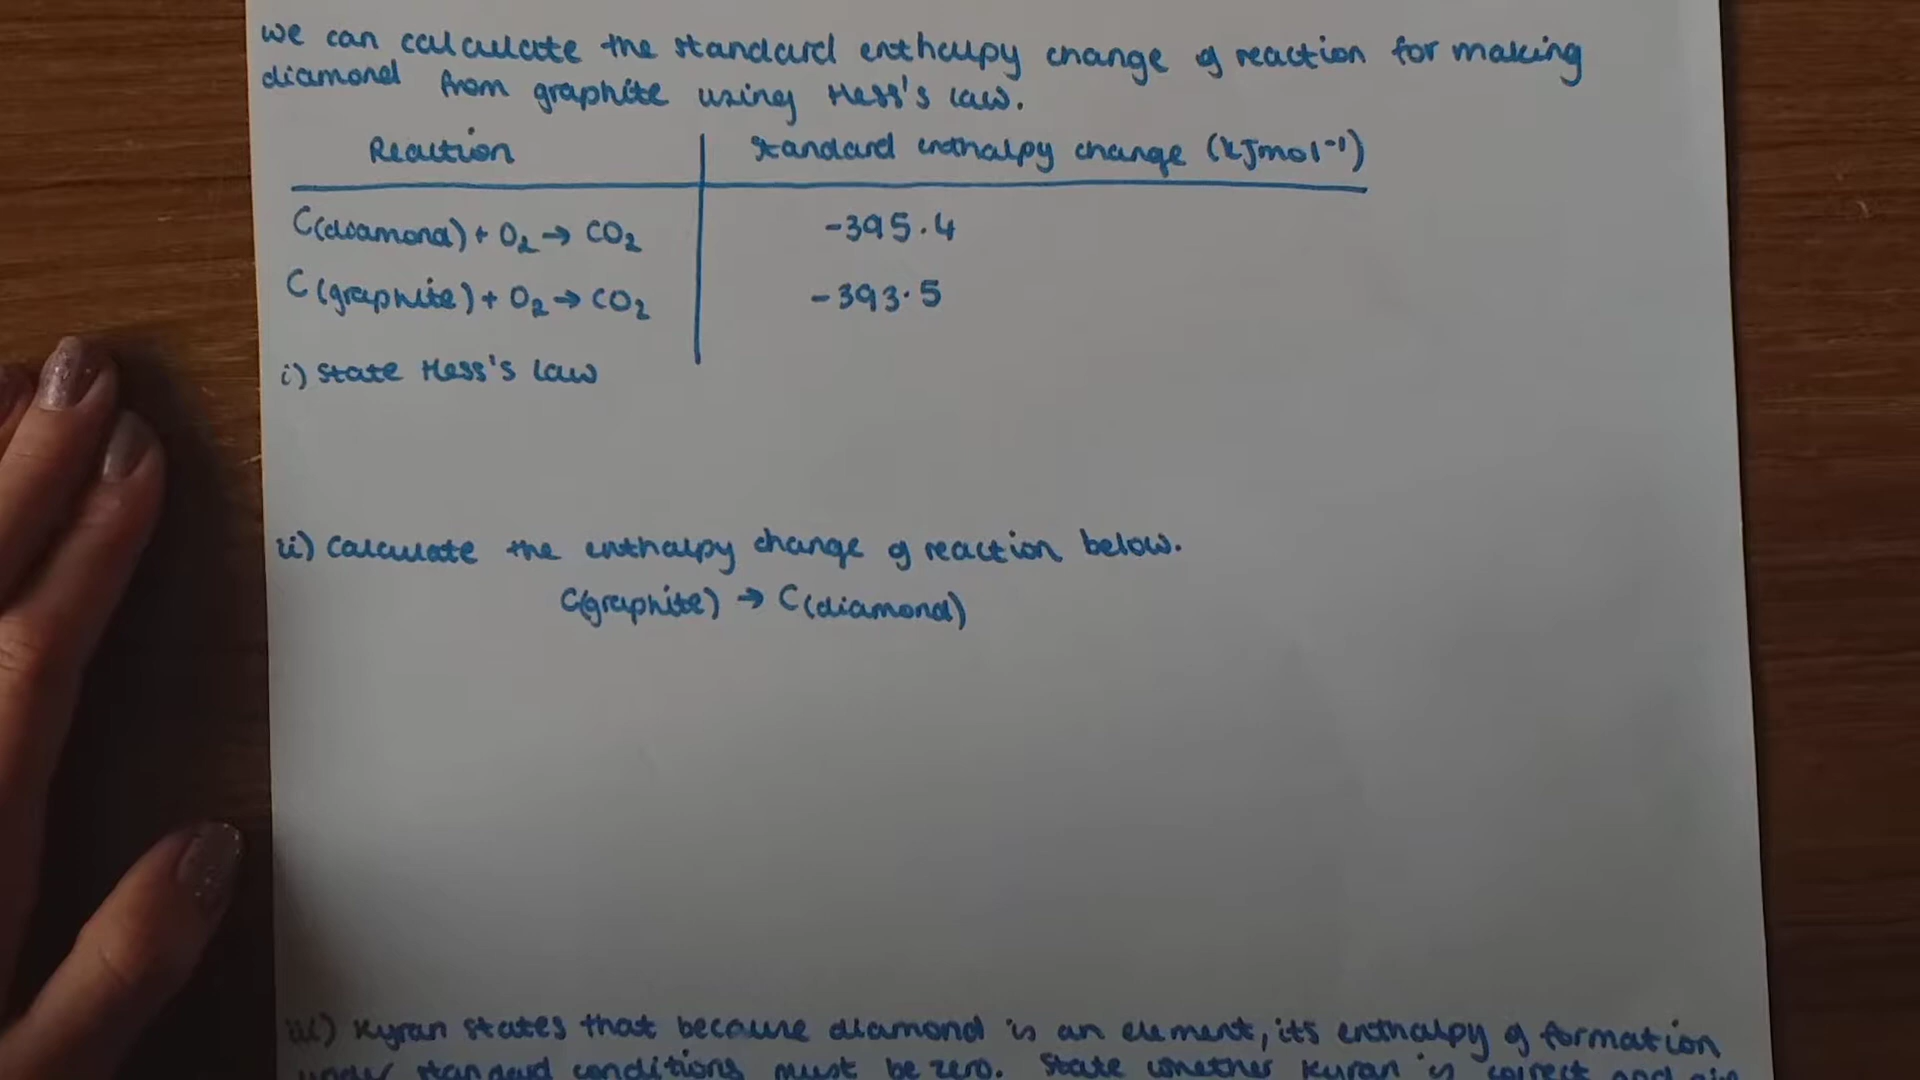 we can calculate the standard enthalpy change of reaction for making
diamond from graphite using Hess's law.
Reaction
Standard enthalpy change (kJmol⁻¹)
C(diamond) + O₂ → CO₂
-395.4
C(graphite) + O₂ → CO₂
-393.5
i) State Hess's law
ii) Calculate the enthalpy change of reaction below.
C(graphite) → C(diamond)
iii) Kyran states that because diamond is an element, its enthalpy of formation
under standard conditions must be zero. State whether Kyran is correct and